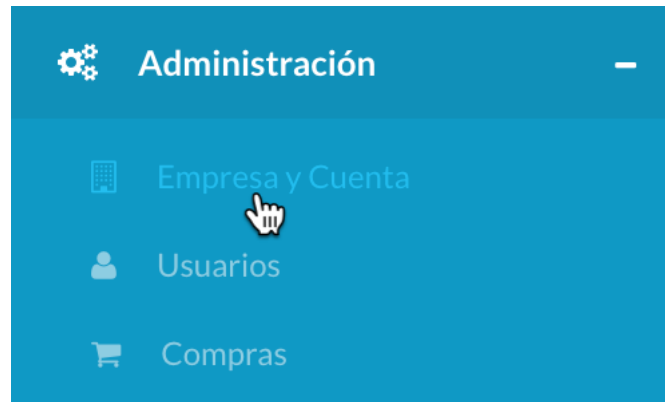 Administración
Empresa y Cuenta
Usuarios
Compras